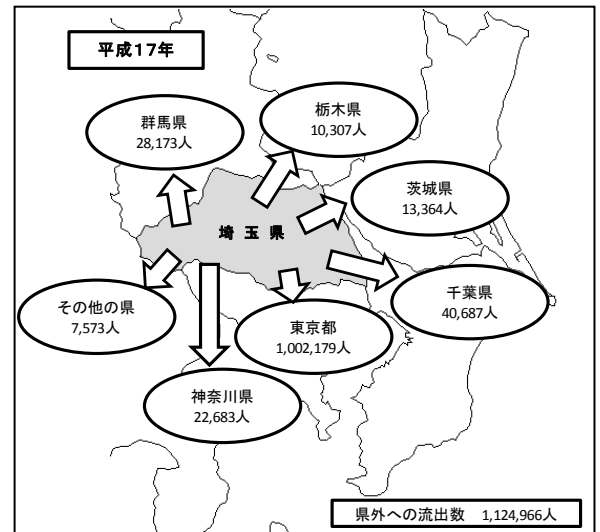 平成17年
栃木県
10,307人
群馬県
28,173人
茨城県
13,364人
埼玉県
千葉県
40,687人
その他の県
7,573人
東京都
1,002,179人
神奈川県
22,683人
県外への流出数 1,124,966人